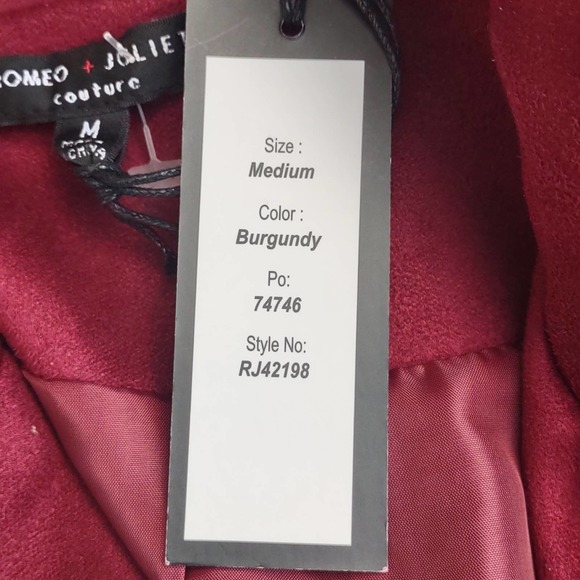 ROMEO + JULIET
couture
M
Size :
Medium
Color :
Burgundy
Po:
74746
Style No:
RJ42198